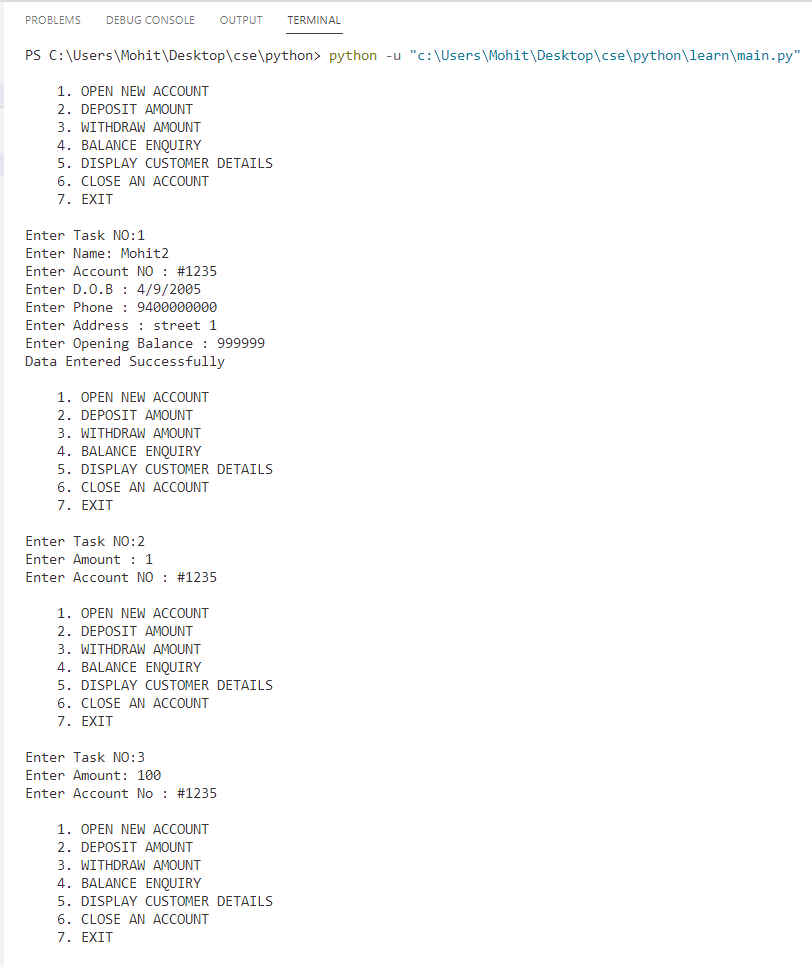 PROBLEMS DEBUG CONSOLE OUTPUT TERMINAL
PS C:\Users\Mohit\Desktop\cse\python> python -u "c:\Users\Mohit\Desktop\cse\python\learn\main.py"
1. OPEN NEW ACCOUNT
2. DEPOSIT AMOUNT
3. WITHDRAW AMOUNT
4. BALANCE ENQUIRY
5. DISPLAY CUSTOMER DETAILS
6. CLOSE AN ACCOUNT
7. EXIT
Enter Task NO:1
Enter Name: Mohit2
Enter Account NO : #1235
Enter D.O.B : 4/9/2005
Enter Phone : 9400000000
Enter Address : street 1
Enter Opening Balance : 999999
Data Entered Successfully
1. OPEN NEW ACCOUNT
2. DEPOSIT AMOUNT
3. WITHDRAW AMOUNT
4. BALANCE ENQUIRY
5. DISPLAY CUSTOMER DETAILS
6. CLOSE AN ACCOUNT
7. EXIT
Enter Task NO:2
Enter Amount : 1
Enter Account NO : #1235
1. OPEN NEW ACCOUNT
2. DEPOSIT AMOUNT
3. WITHDRAW AMOUNT
4. BALANCE ENQUIRY
5. DISPLAY CUSTOMER DETAILS
6. CLOSE AN ACCOUNT
7. EXIT
Enter Task NO:3
Enter Amount: 100
Enter Account No : #1235
1. OPEN NEW ACCOUNT
2. DEPOSIT AMOUNT
3. WITHDRAW AMOUNT
4. BALANCE ENQUIRY
5. DISPLAY CUSTOMER DETAILS
6. CLOSE AN ACCOUNT
7. EXIT